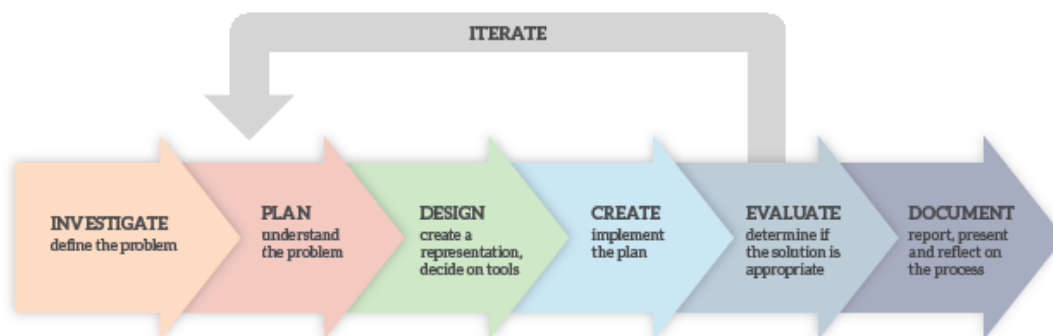 ITERATE
INVESTIGATE
define the problem
PLAN
understand
the problem
DESIGN
create a
representation,
decide on tools
CREATE
implement
the plan
EVALUATE
determine if
the solution is
appropriate
DOCUMENT
report, present
and reflect on
the process